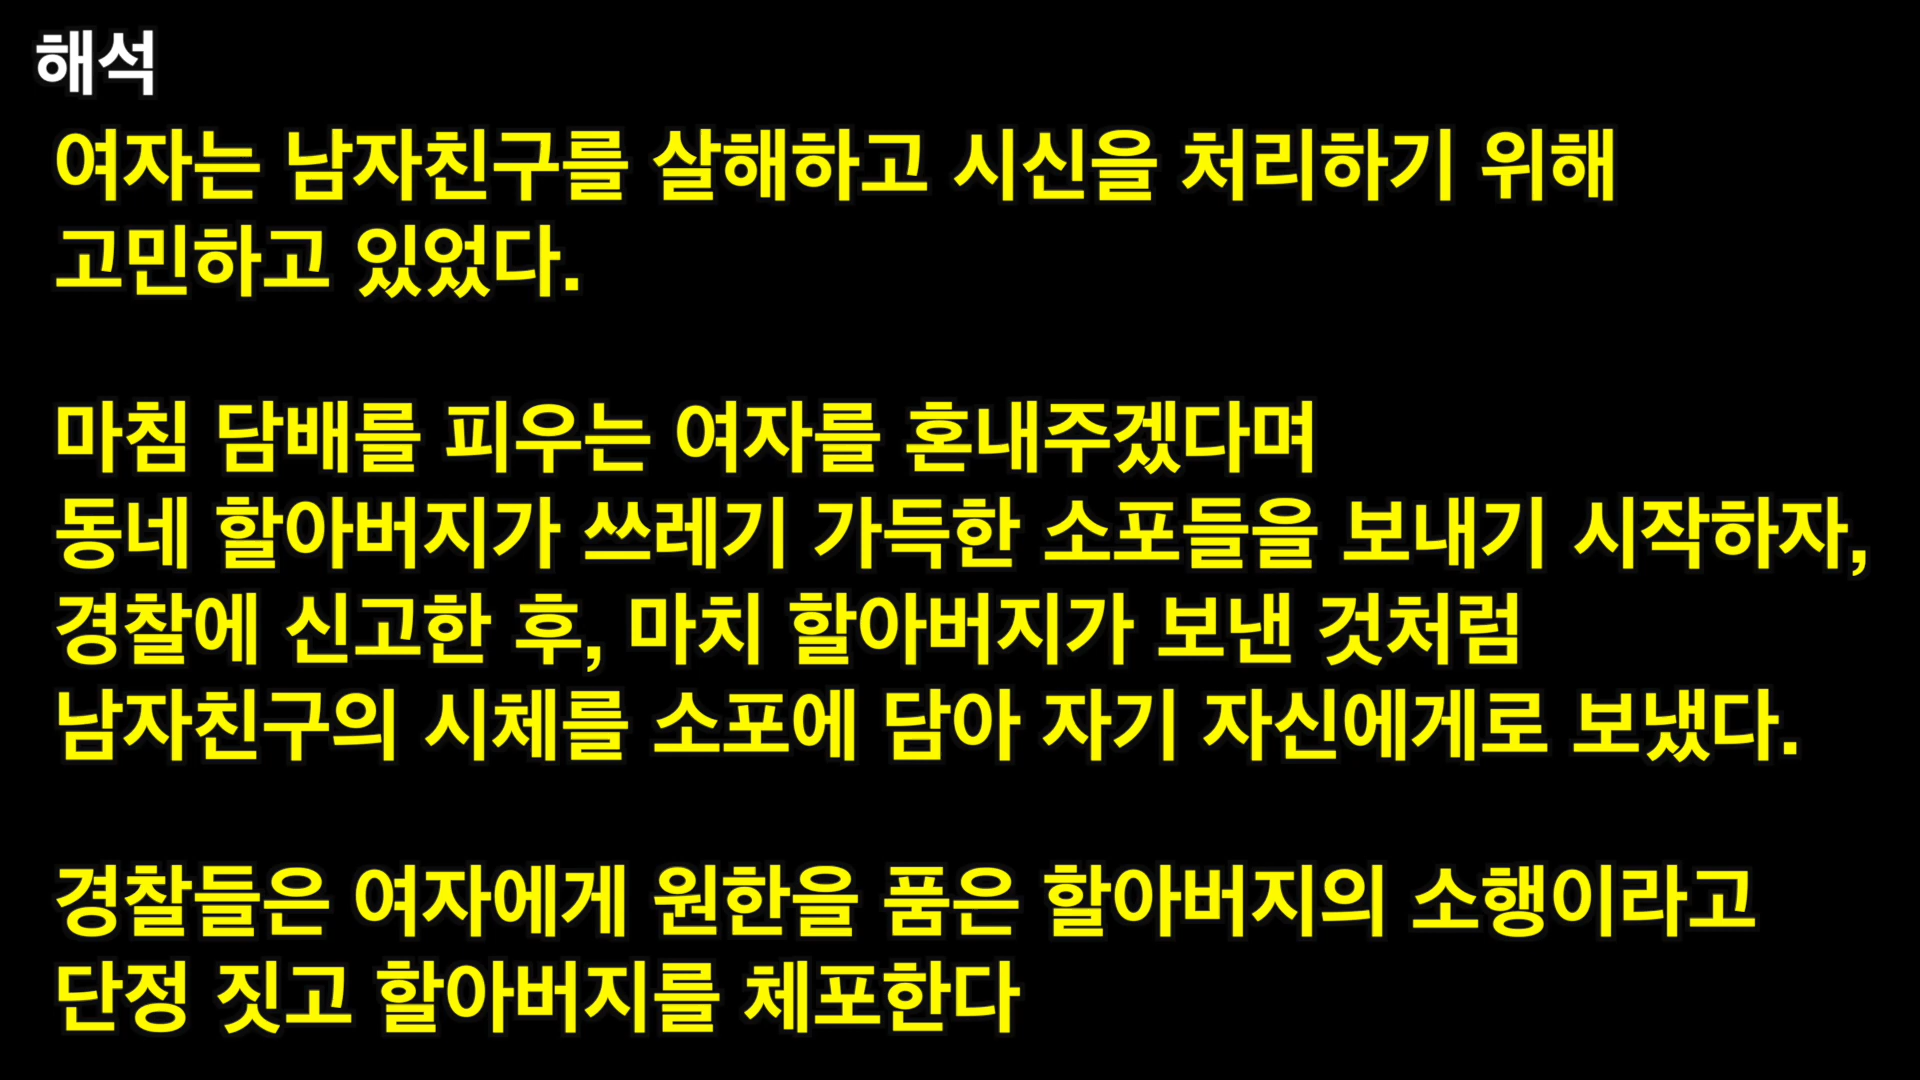 해석
여자는 남자친구를 살해하고 시신을 처리하기 위해
고민하고 있었다.
마침 담배를 피우는 여자를 혼내주겠다며
동네 할아버지가 쓰레기 가득한 소포들을 보내기 시작하자,
경찰에 신고한 후, 마치 할아버지가 보낸 것처럼
남자친구의 시체를 소포에 담아 자기 자신에게로 보냈다.
경찰들은 여자에게 원한을 품은 할아버지의 소행이라고
단정 짓고 할아버지를 체포한다